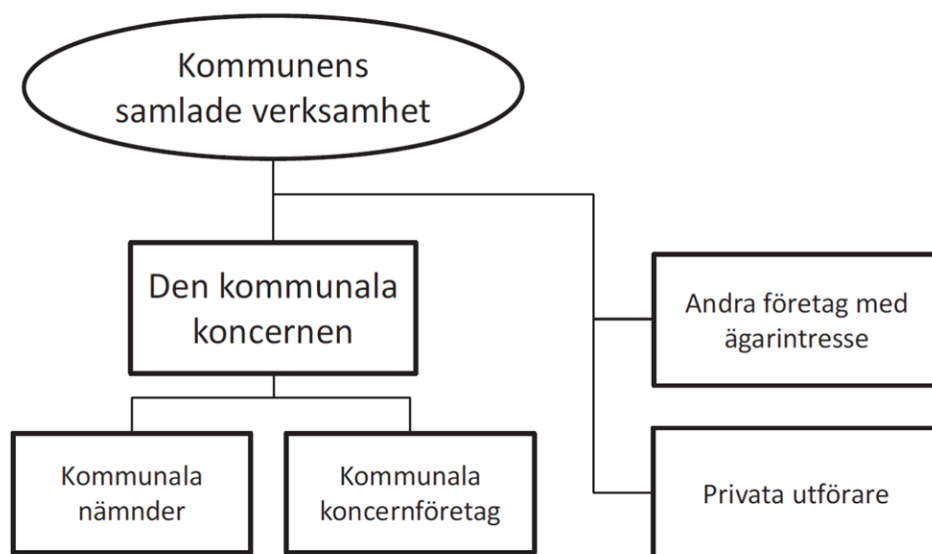 Kommunens
samlade verksamhet
Den kommunala
koncernen
Andra företag med
ägarintresse
Kommunala
nämnder
Kommunala
koncernföretag
Privata utförare